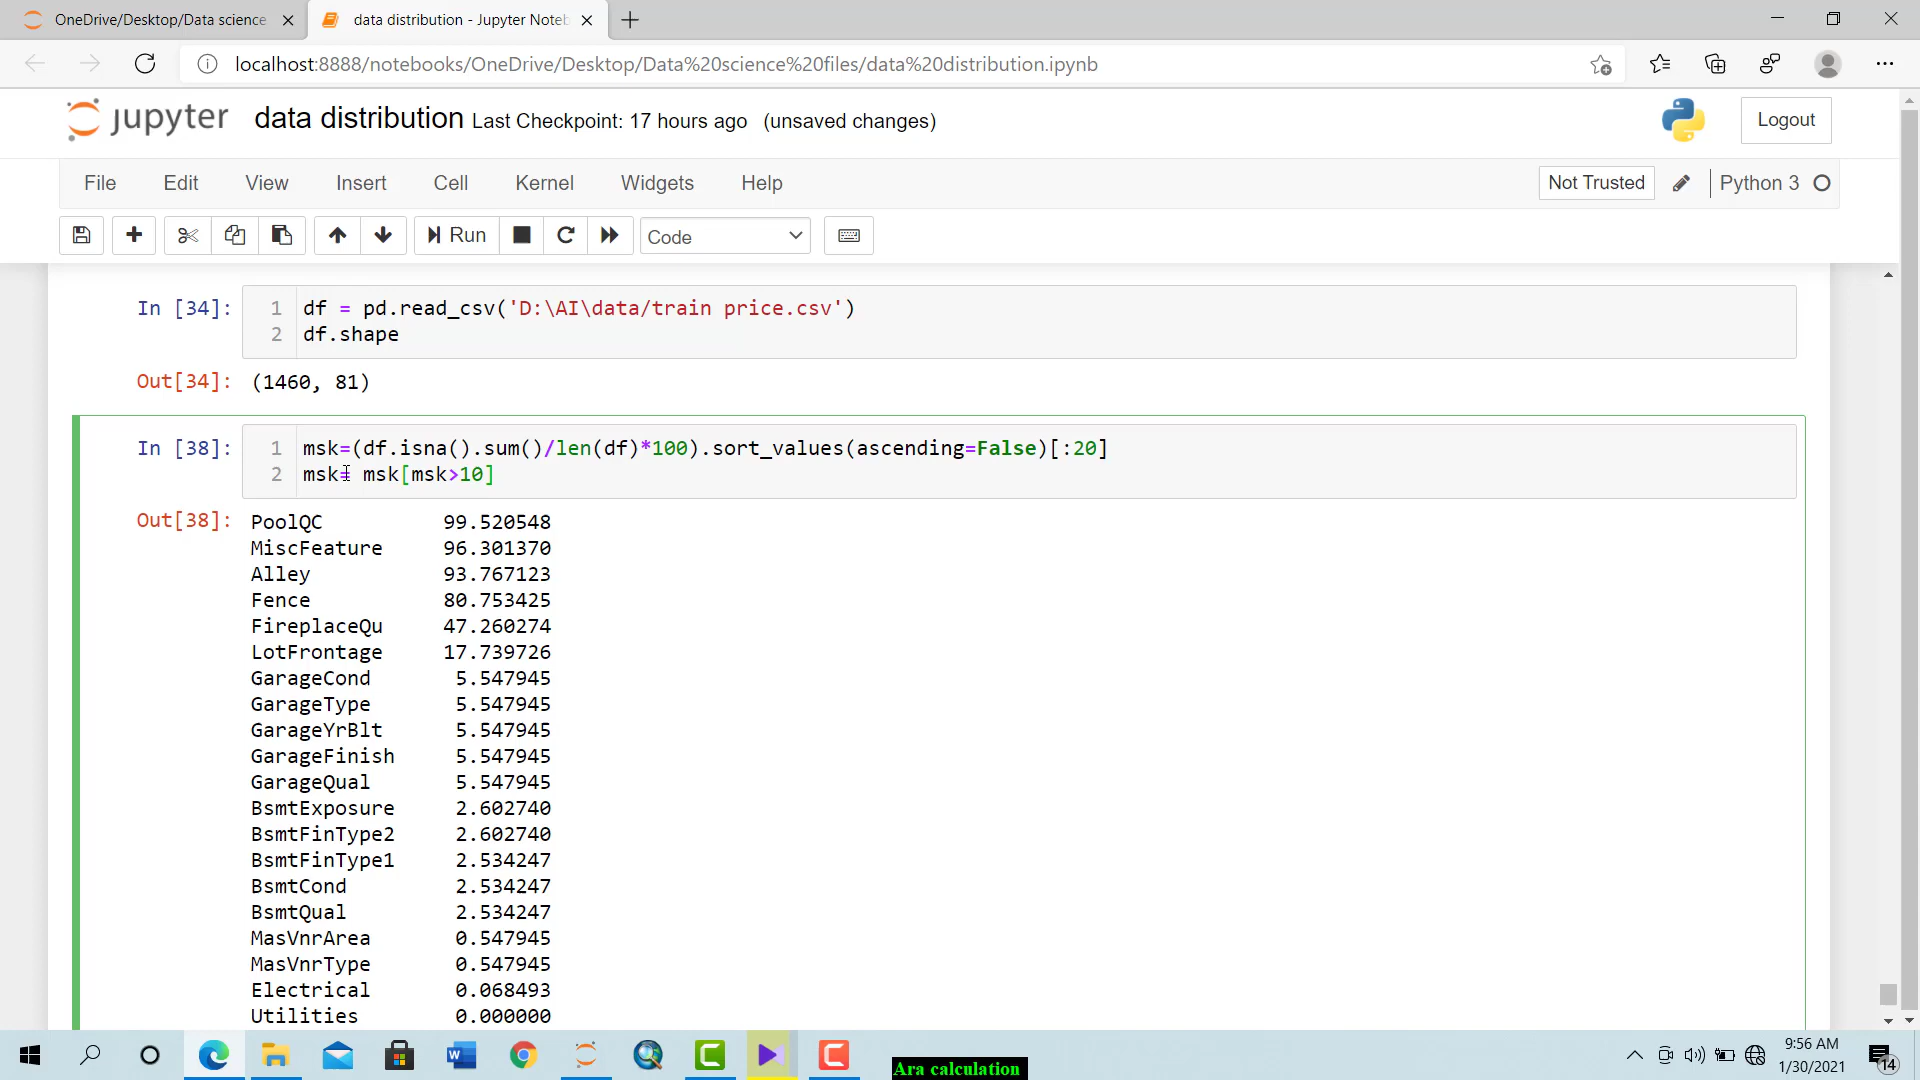 OneDrive/Desktop/Data science
data distribution - Jupyter Noteb
localhost:8888/notebooks/OneDrive/Desktop/Data%20science%20files/data%20distribution.ipynb
jupyter data distribution Last Checkpoint: 17 hours ago (unsaved changes)
Logout
File Edit View Insert Cell Kernel Widgets Help
Not Trusted
Python 3
Run
Code
In [34]:
1 df = pd.read_csv('D:\AI\data/train price.csv')
2 df.shape
Out[34]: (1460, 81)
In [38]:
1 msk=(df.isna().sum()/len(df)*100).sort_values(ascending=False)[:20]
2 msk= msk[msk>10]
Out[38]:
PoolQC 99.520548
MiscFeature 96.301370
Alley 93.767123
Fence 80.753425
FireplaceQu 47.260274
LotFrontage 17.739726
GarageCond 5.547945
GarageType 5.547945
GarageYrBlt 5.547945
GarageFinish 5.547945
GarageQual 5.547945
BsmtExposure 2.602740
BsmtFinType2 2.602740
BsmtFinType1 2.534247
BsmtCond 2.534247
BsmtQual 2.534247
MasVnrArea 0.547945
MasVnrType 0.547945
Electrical 0.068493
Utilities 0.000000
Ara calculation
9:56 AM
1/30/2021
14